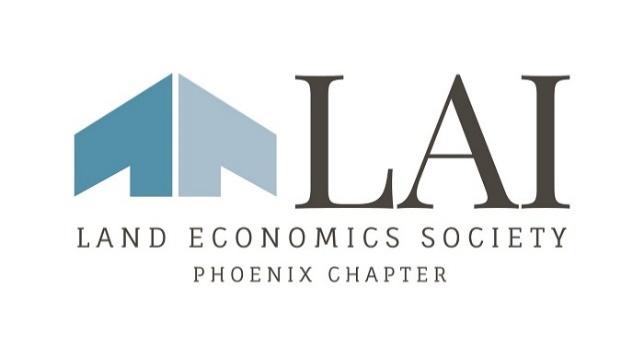 LAI
LAND ECONOMICS SOCIETY
PHOENIX CHAPTER